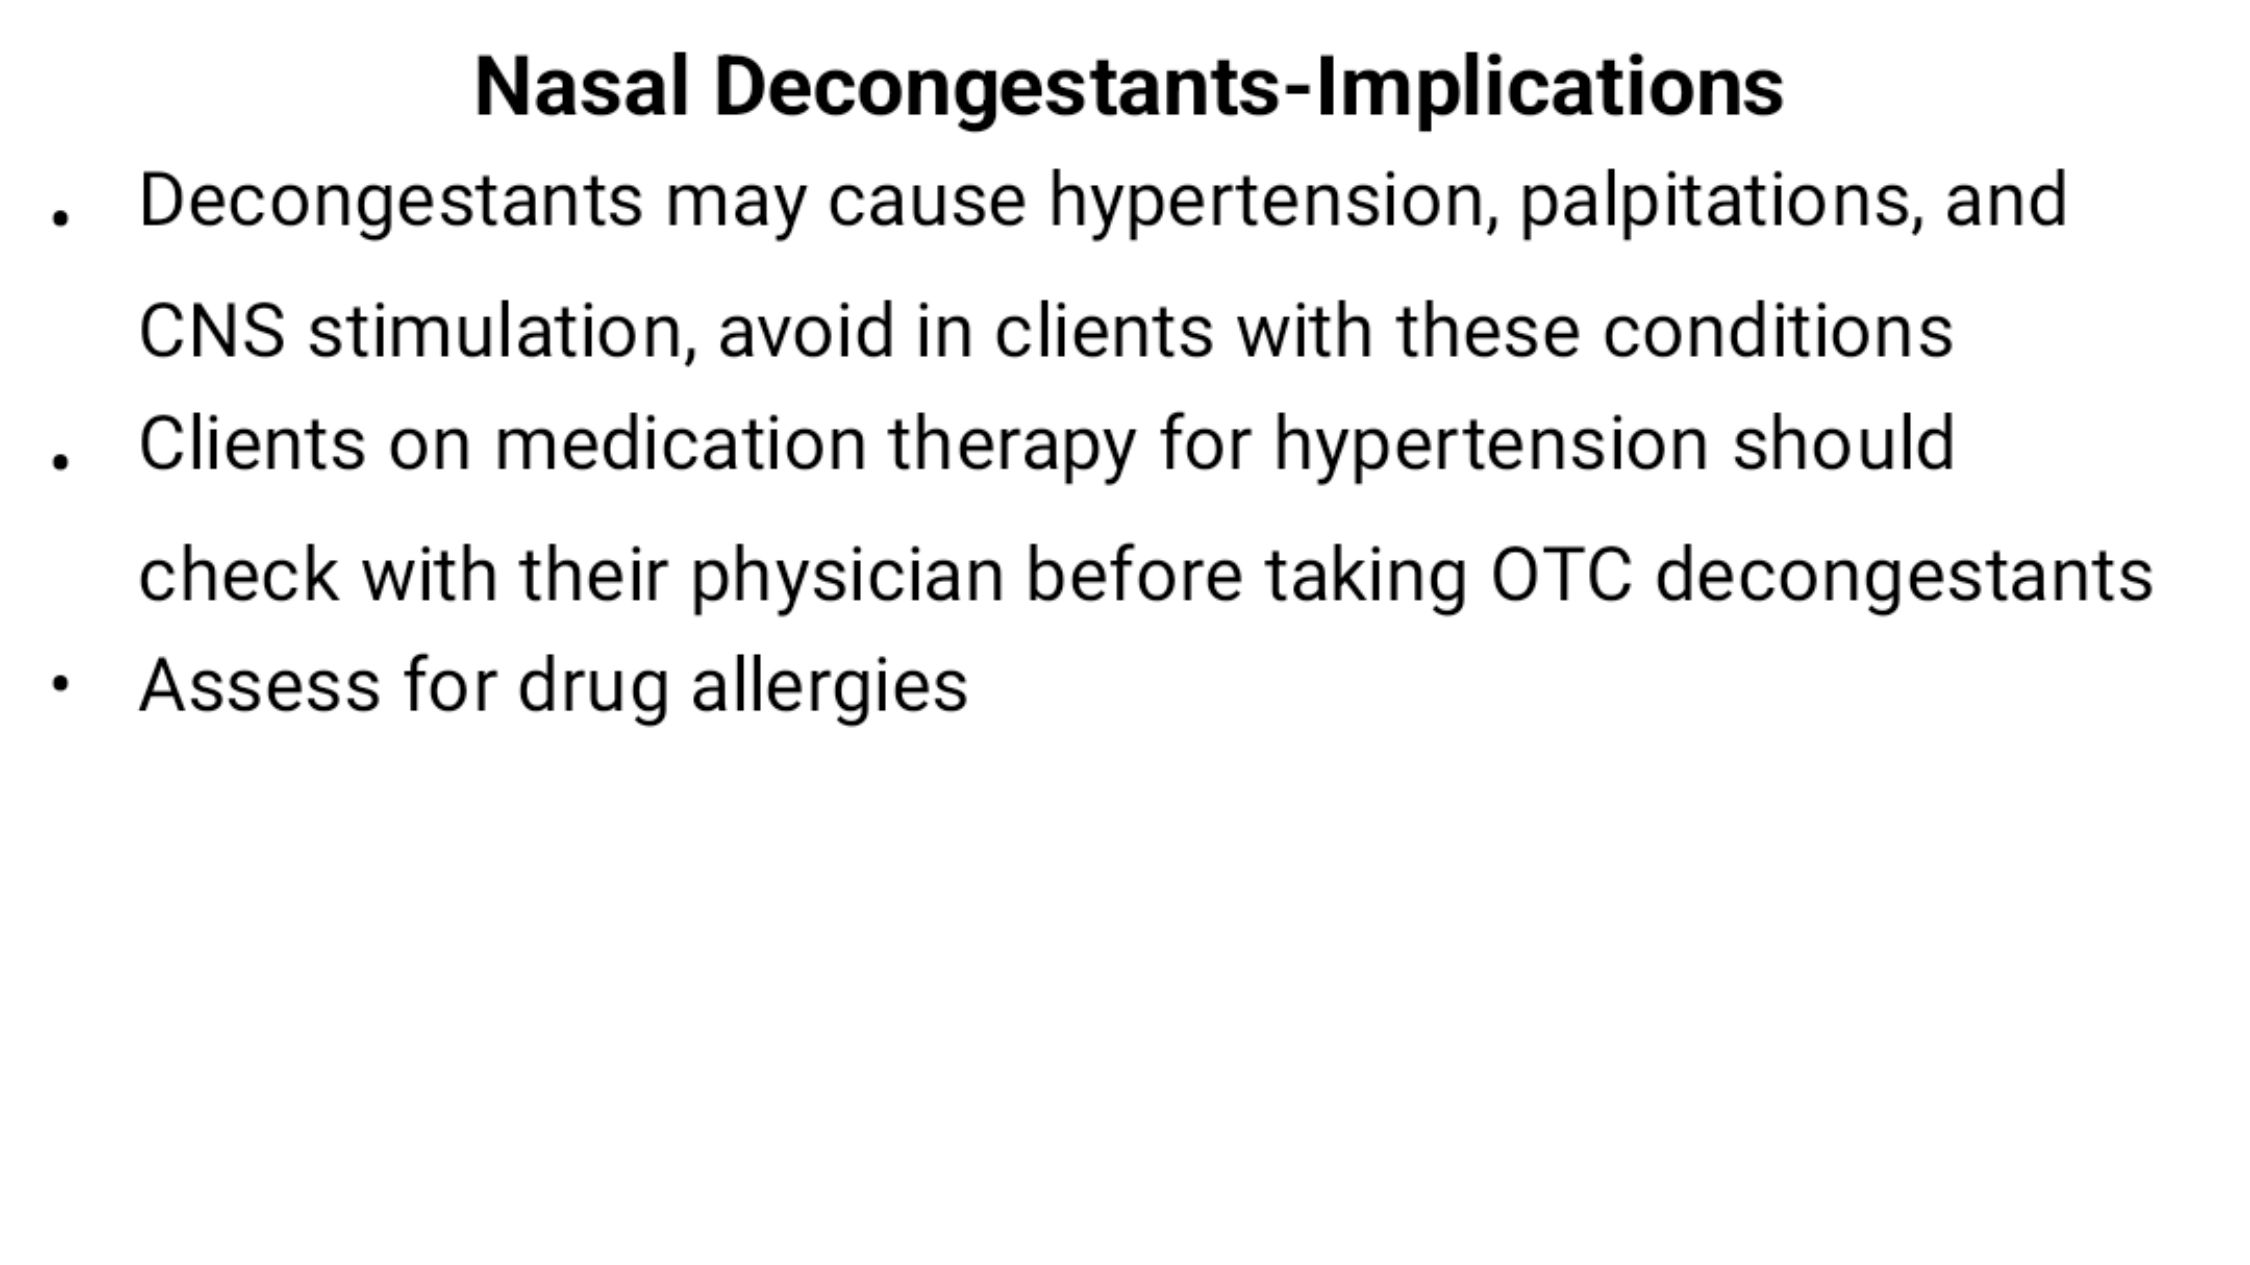 Nasal Decongestants-Implications
• Decongestants may cause hypertension, palpitations, and
CNS stimulation, avoid in clients with these conditions
• Clients on medication therapy for hypertension should
check with their physician before taking OTC decongestants
• Assess for drug allergies